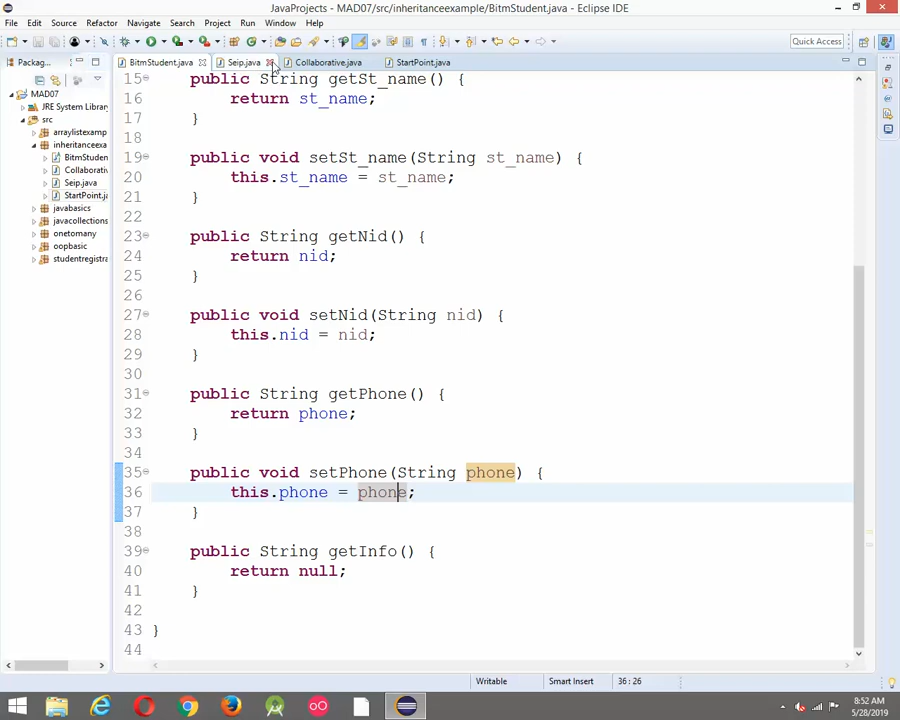 JavaProjects - MAD07/src/inheritanceexample/BitmStudent.java - Eclipse IDE
File Edit Source Refactor Navigate Search Project Run Window Help
Quick Access
Packag...
BitmStudent.java Seip.java Collaborative.java StartPoint.java
MAD07
JRE System Library
src
arraylistexamp
inheritanceexa
BitmStuden
Collaborativ
Seip.java
StartPoint.ja
javabasics
javacollections
onetomany
oopbasic
studentregistra
15 public String getSt_name() {
16 return st_name;
17 }
18
19 public void setSt_name(String st_name) {
20 this.st_name = st_name;
21 }
22
23 public String getNid() {
24 return nid;
25 }
26
27 public void setNid(String nid) {
28 this.nid = nid;
29 }
30
31 public String getPhone() {
32 return phone;
33 }
34
35 public void setPhone(String phone) {
36 this.phone = phone;
37 }
38
39 public String getInfo() {
40 return null;
41 }
42
43 }
44
Writable Smart Insert 36 : 26
8:52 AM
5/28/2019